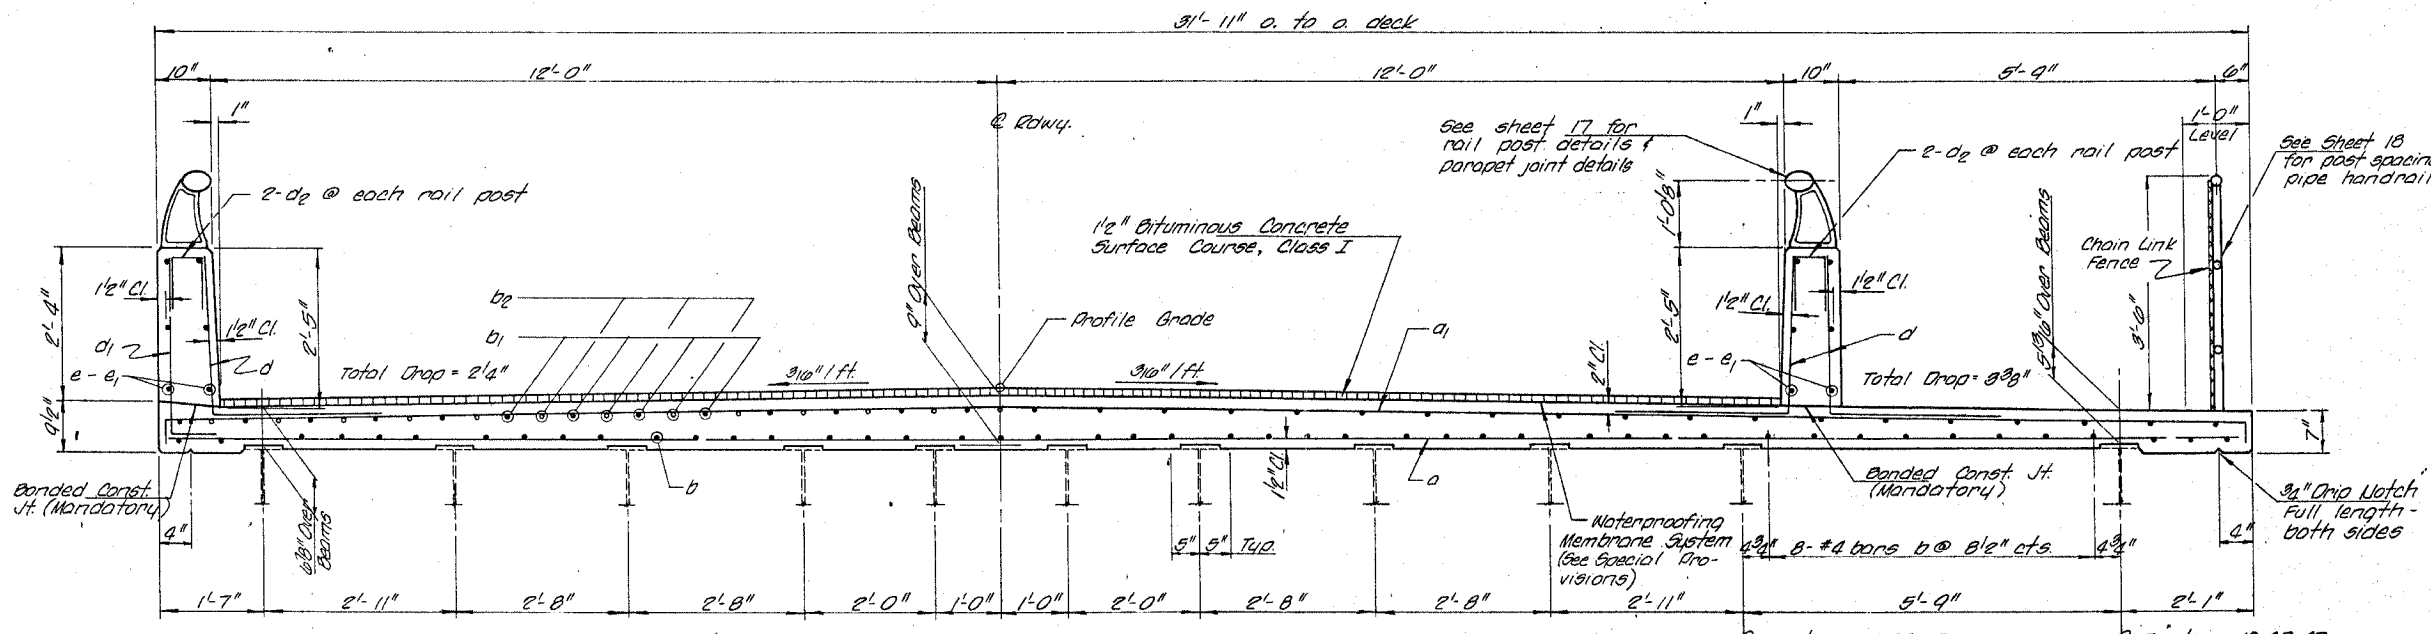 31'-11" o. to o. deck
10"
12'-0"
12'-0"
10"
5'-9"
6"
1"
℄ Rdwy.
1"
1'-0"
Level
See sheet 17 for
rail post details &
parapet joint details
2-d2 @ each rail post
See Sheet 18
for post spacing
pipe handrail
2-d2 @ each rail post
9" Over Beams
1'-0⅛"
1½" Bituminous Concrete
Surface Course, Class I
5 13/16" Over Beams
Chain Link
Fence
3'-6"
1½" Cl.
1½" Cl.
2'-4"
2'-5"
b2
b1
Profile Grade
a1
2'-5"
1½" Cl.
1½" Cl.
d1
d
e - e1
Total Drop = 2¼"
3/16"/ft.
3/16"/ft.
2" Cl.
e - e1
d
Total Drop = 3⅜"
9½"
7"
b
1½" Cl.
a
Bonded Const.
Jt. (Mandatory)
Bonded Const. Jt.
(Mandatory)
¾" Drip Notch
Full length-
both sides
4"
6⅛" Over
Beams
5"
5"
Typ.
Waterproofing
Membrane System
(See Special Pro-
visions)
4¾"
8-#4 bars b @ 8½" cts.
4¾"
4"
1'-7"
2'-11"
2'-8"
2'-8"
2'-0"
1'-0"
1'-0"
2'-0"
2'-8"
2'-8"
2'-11"
5'-9"
2'-1"